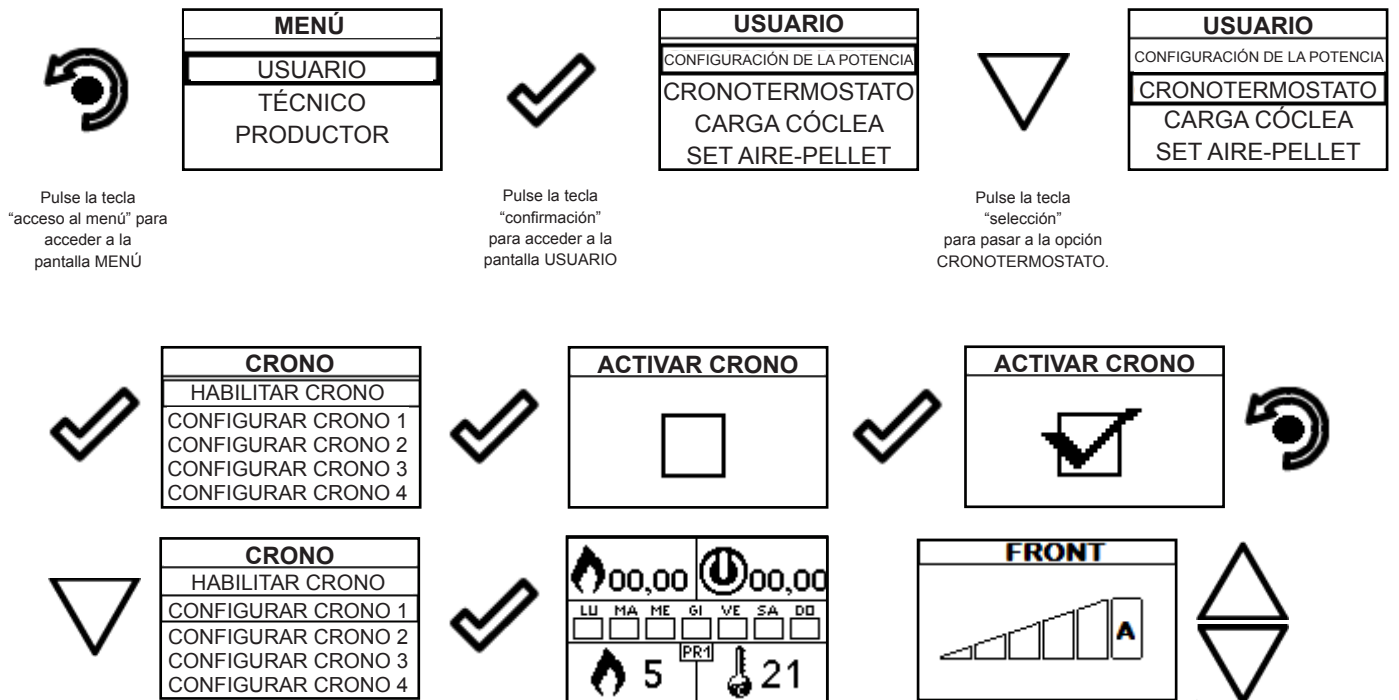 MENÚ
USUARIO
TÉCNICO
PRODUCTOR
USUARIO
CONFIGURACIÓN DE LA POTENCIA
CRONOTERMOSTATO
CARGA CÓCLEA
SET AIRE-PELLET
USUARIO
CONFIGURACIÓN DE LA POTENCIA
CRONOTERMOSTATO
CARGA CÓCLEA
SET AIRE-PELLET
Pulse la tecla
“acceso al menú” para
acceder a la
pantalla MENÚ
Pulse la tecla
“confirmación”
para acceder a la
pantalla USUARIO
Pulse la tecla
“selección”
para pasar a la opción
CRONOTERMOSTATO.
CRONO
HABILITAR CRONO
CONFIGURAR CRONO 1
CONFIGURAR CRONO 2
CONFIGURAR CRONO 3
CONFIGURAR CRONO 4
ACTIVAR CRONO
ACTIVAR CRONO
CRONO
HABILITAR CRONO
CONFIGURAR CRONO 1
CONFIGURAR CRONO 2
CONFIGURAR CRONO 3
CONFIGURAR CRONO 4
00,00 00,00
LU MA ME GI VE SA DO
PR1
5 21
FRONT
A